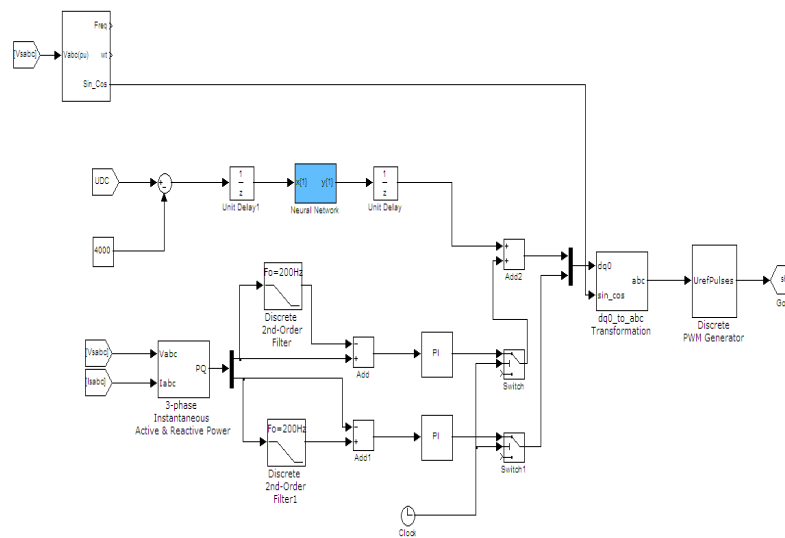 Freq
[Vsabc]
Vabc(pu)
wt
Sin_Cos
UDC
1
z
Unit Delay1
x{1}
y{1}
Neural Network
1
z
Unit Delay
4000
Add2
dq0
abc
sin_cos
dq0_to_abc
Transformation
UrefPulses
Discrete
PWM Generator
Fo=200Hz
Discrete
2nd-Order
Filter
[Vsabc]
[Isabc]
Vabc
Iabc
PQ
3-phase
Instantaneous
Active & Reactive Power
Add
PI
Switch
Fo=200Hz
Discrete
2nd-Order
Filter1
Add1
PI
Switch1
Clock